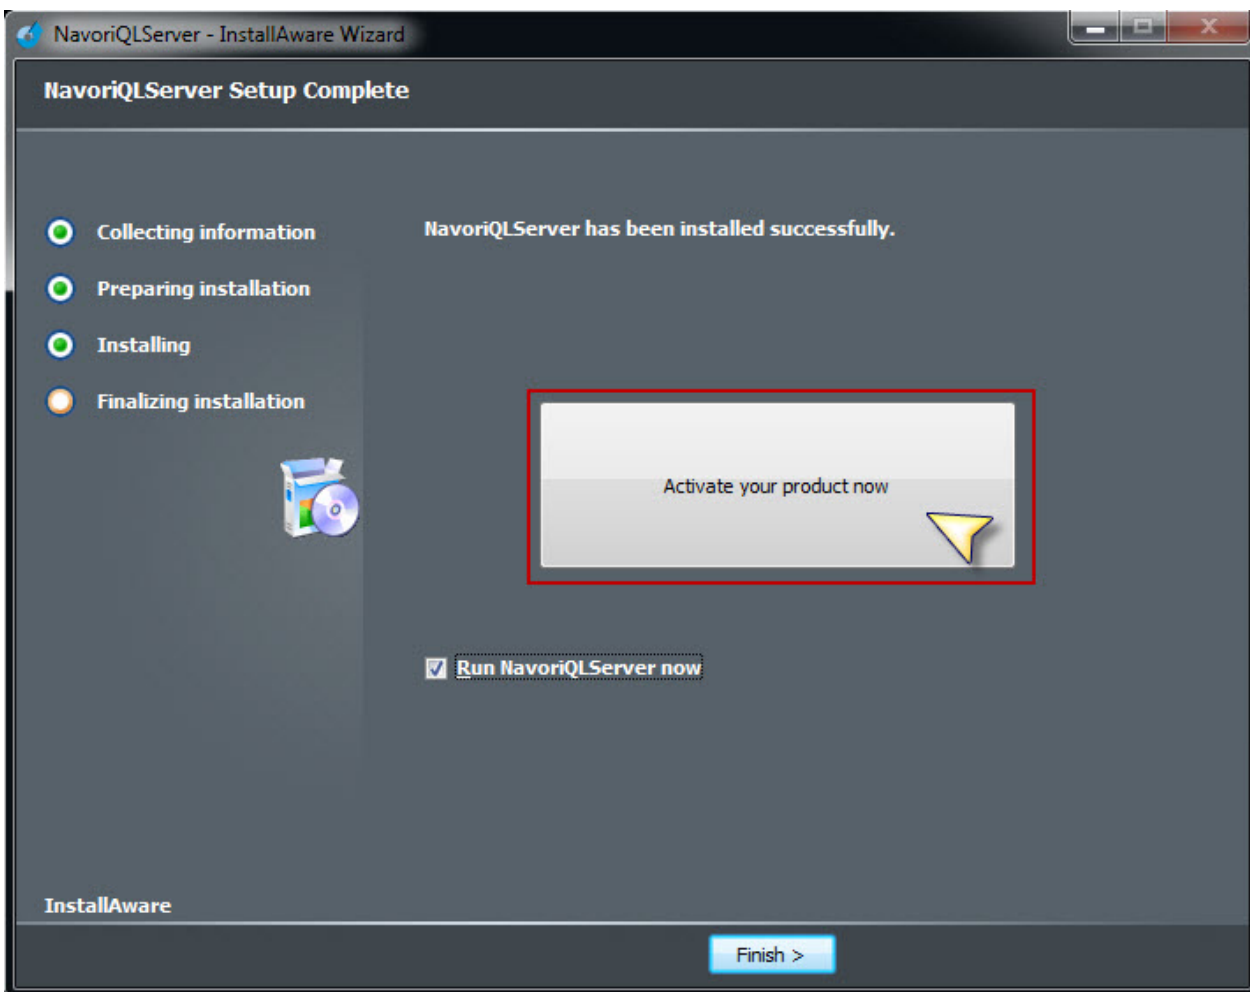 NavoriQLServer - InstallAware Wizard
NavoriQLServer Setup Complete
Collecting information
NavoriQLServer has been installed successfully.
Preparing installation
Installing
Finalizing installation
Activate your product now
Run NavoriQLServer now
InstallAware
Finish >